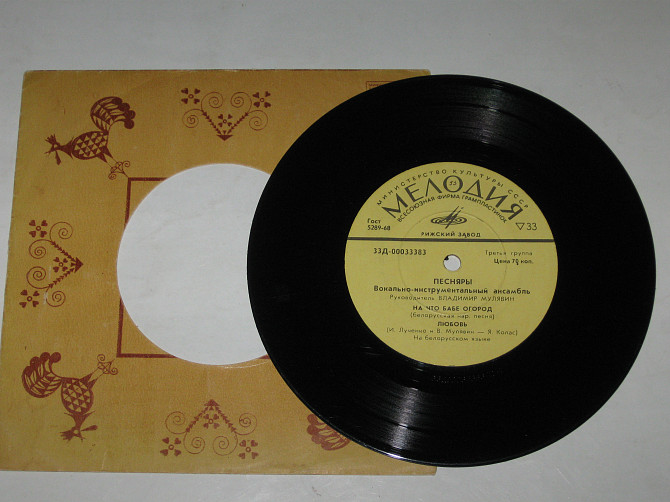 МИНИСТЕРСТВО КУЛЬТУРЫ СССР
33
МЕЛОДИЯ
ВСЕСОЮЗНАЯ ФИРМА ГРАМПЛАСТИНОК
Гост
5289-68
▽33
РИЖСКИЙ ЗАВОД
33Д-00033383
Третья группа
Цена 70 коп.
ПЕСНЯРЫ
Вокально-инструментальный ансамбль
Руководитель ВЛАДИМИР МУЛЯВИН
НА ЧТО БАБЕ ОГОРОД
(белорусская нар. песня)
ЛЮБОВЬ
(И. Лученко и В. Мулявин — Я. Колас)
На белорусском языке